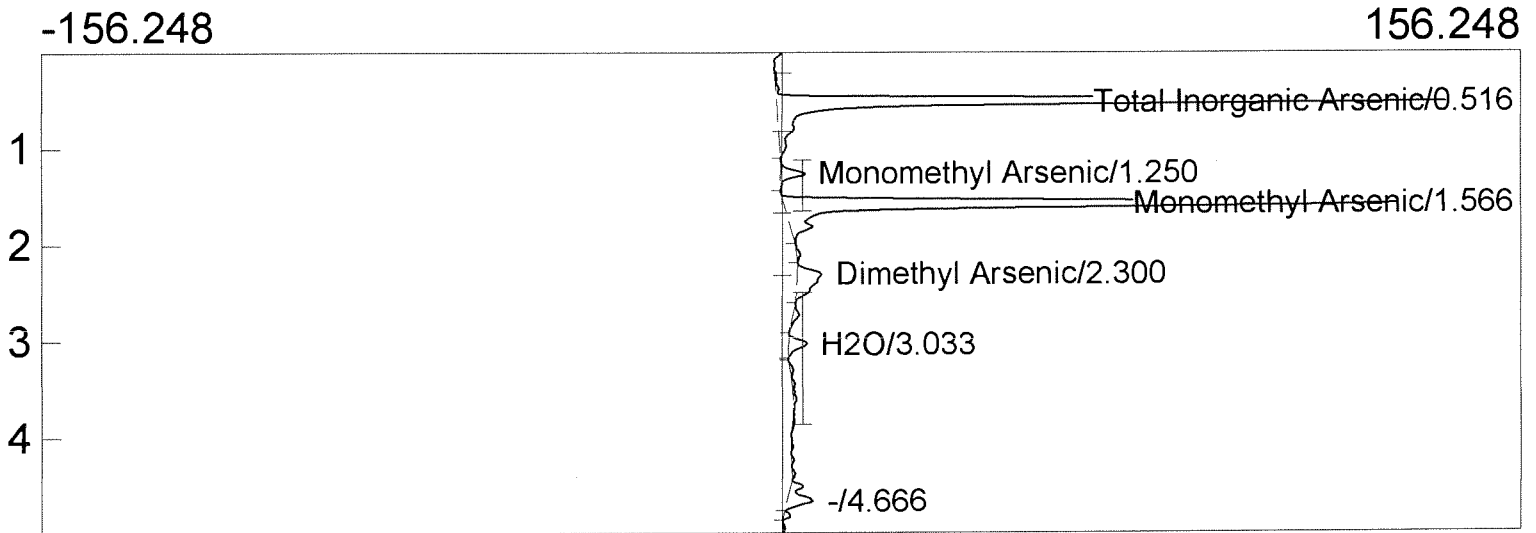 -156.248 156.248
Total Inorganic Arsenic/0.516
1
Monomethyl Arsenic/1.250
Monomethyl Arsenic/1.566
2
Dimethyl Arsenic/2.300
3
H2O/3.033
4
-/4.666